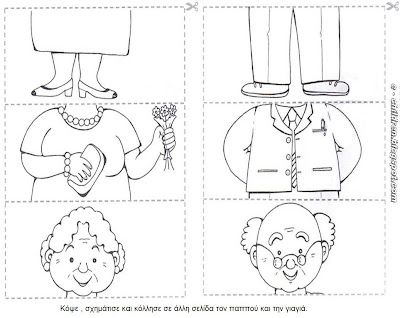 Κόψε , σχημάτισε και κόλλησε σε άλλη σελίδα τον παππού και την γιαγιά.